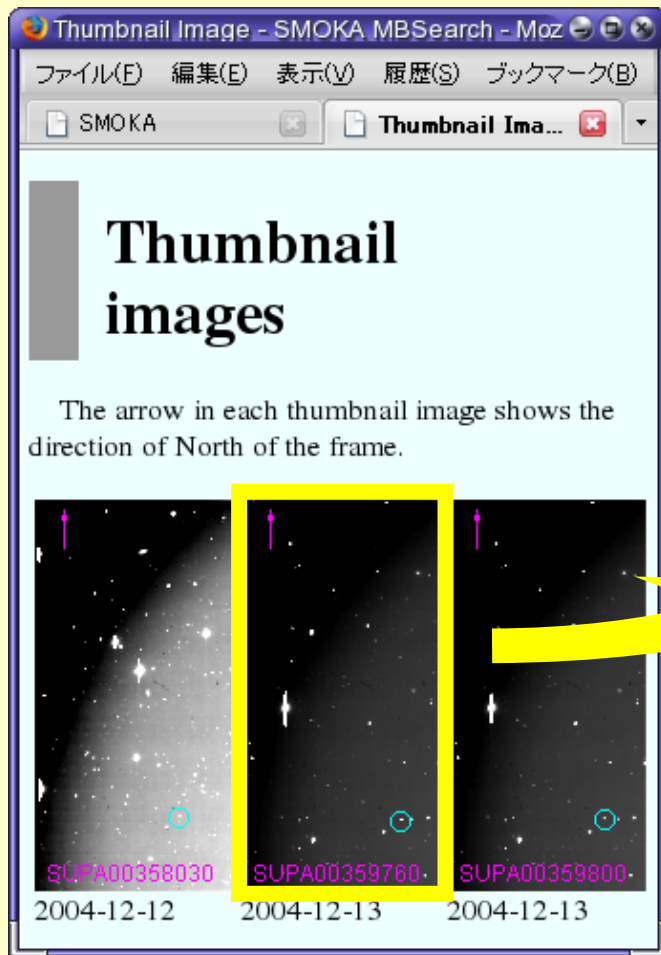 Thumbnail Image - SMOKA MBSearch - Moz
ファイル(F) 編集(E) 表示(V) 履歴(S) ブックマーク(B)
SMOKA Thumbnail Ima...
Thumbnail
images
The arrow in each thumbnail image shows the
direction of North of the frame.
SUPA00358030 SUPA00359760 SUPA00359800
2004-12-12 2004-12-13 2004-12-13